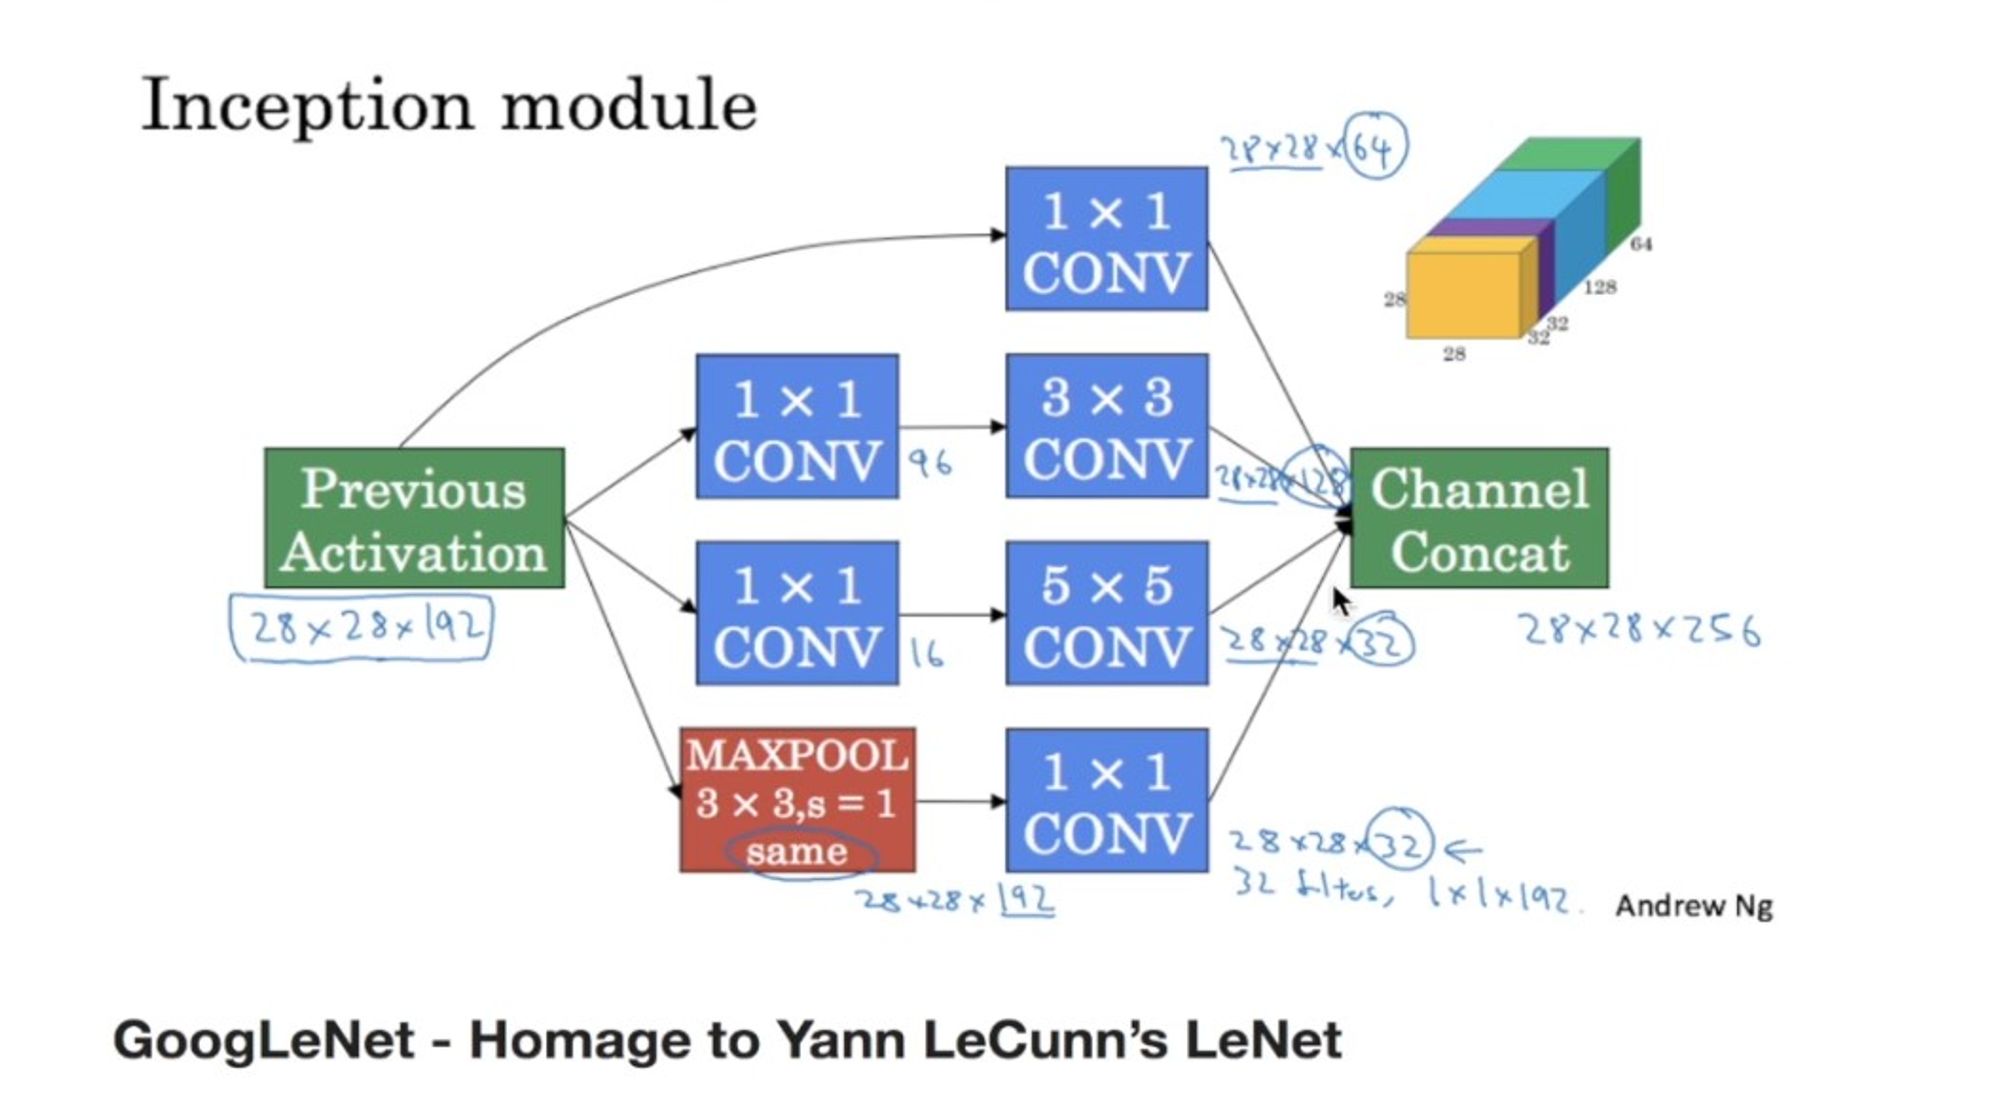 Inception module
28×28×64
1 × 1
CONV
64
128
32
32
28
28
1 × 1
CONV
96
3 × 3
CONV
28×28×128
Previous
Activation
28×28×192
Channel
Concat
28×28×256
1 × 1
CONV
16
5 × 5
CONV
28×28×32
MAXPOOL
3 × 3,s = 1
same
28×28×192
1 × 1
CONV
28×28×32 ←
32 filters, 1×1×192.
Andrew Ng
GoogLeNet - Homage to Yann LeCunn’s LeNet